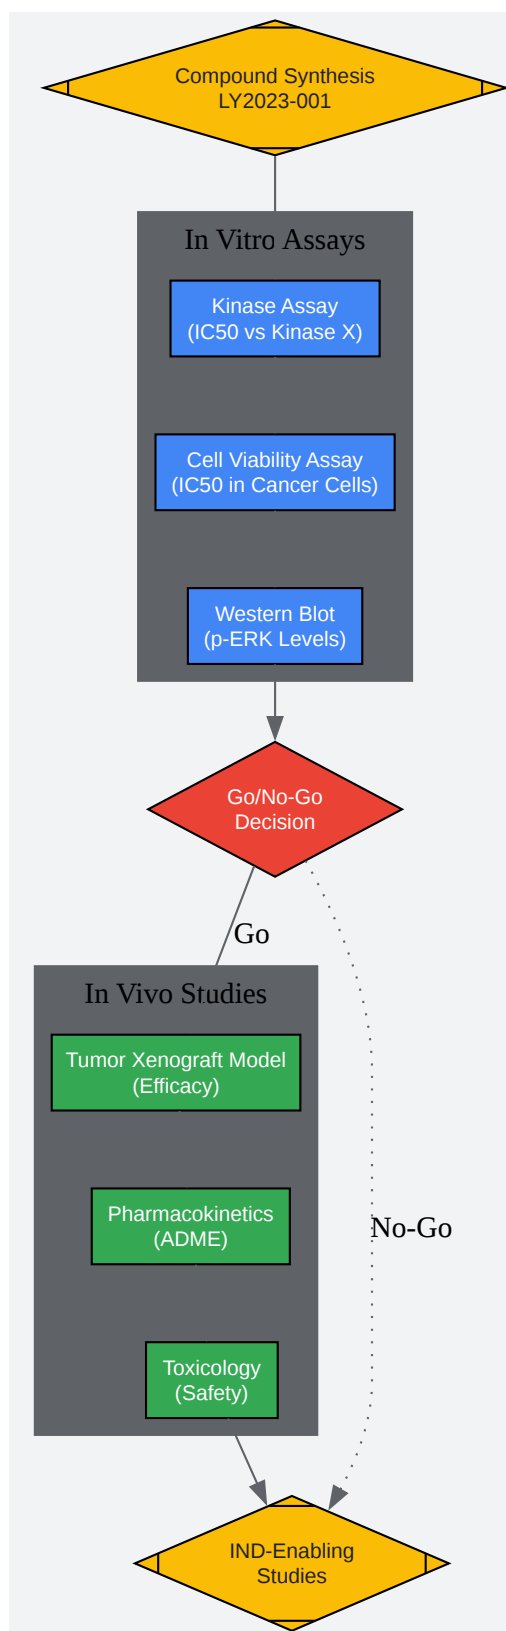 Compound Synthesis
LY2023-001
In Vitro Assays
Kinase Assay
(IC50 vs Kinase X)
Cell Viability Assay
(IC50 in Cancer Cells)
Western Blot
(p-ERK Levels)
Go/No-Go
Decision
Go
In Vivo Studies
Tumor Xenograft Model
(Efficacy)
Pharmacokinetics
(ADME)
No-Go
Toxicology
(Safety)
IND-Enabling
Studies